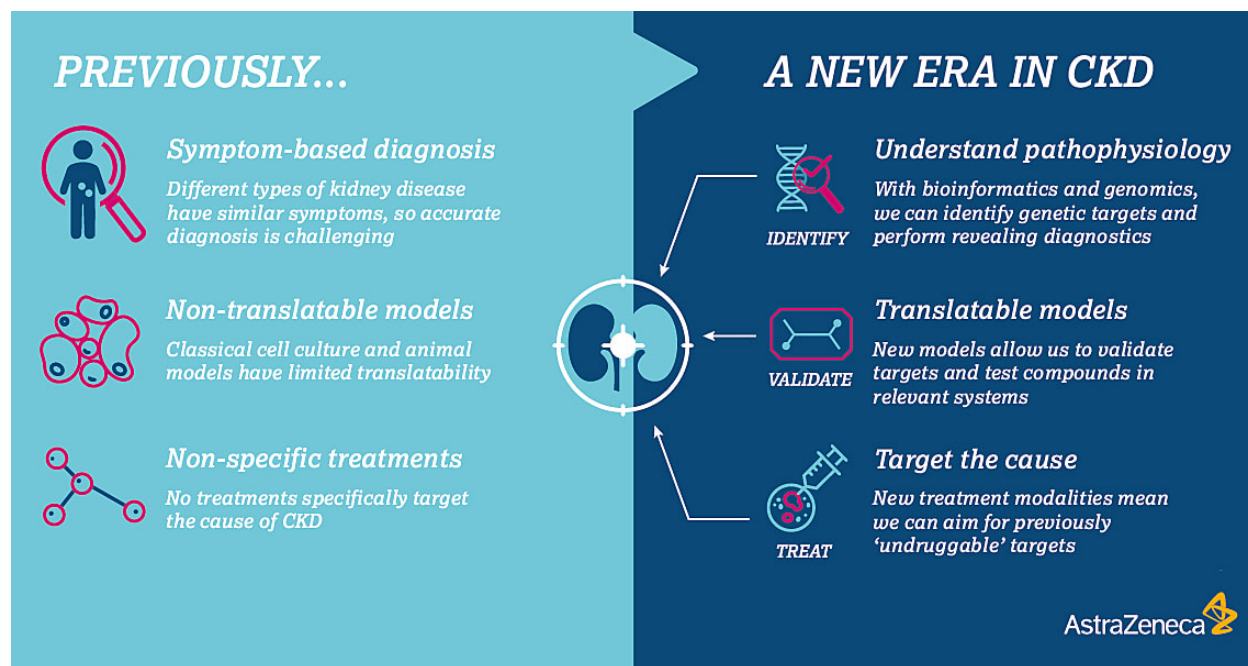 PREVIOUSLY...
Symptom-based diagnosis
Different types of kidney disease
have similar symptoms, so accurate
diagnosis is challenging
Non-translatable models
Classical cell culture and animal
models have limited translatability
Non-specific treatments
No treatments specifically target
the cause of CKD
A NEW ERA IN CKD
IDENTIFY
Understand pathophysiology
With bioinformatics and genomics,
we can identify genetic targets and
perform revealing diagnostics
VALIDATE
Translatable models
New models allow us to validate
targets and test compounds in
relevant systems
TREAT
Target the cause
New treatment modalities mean
we can aim for previously
‘undruggable’ targets
AstraZeneca